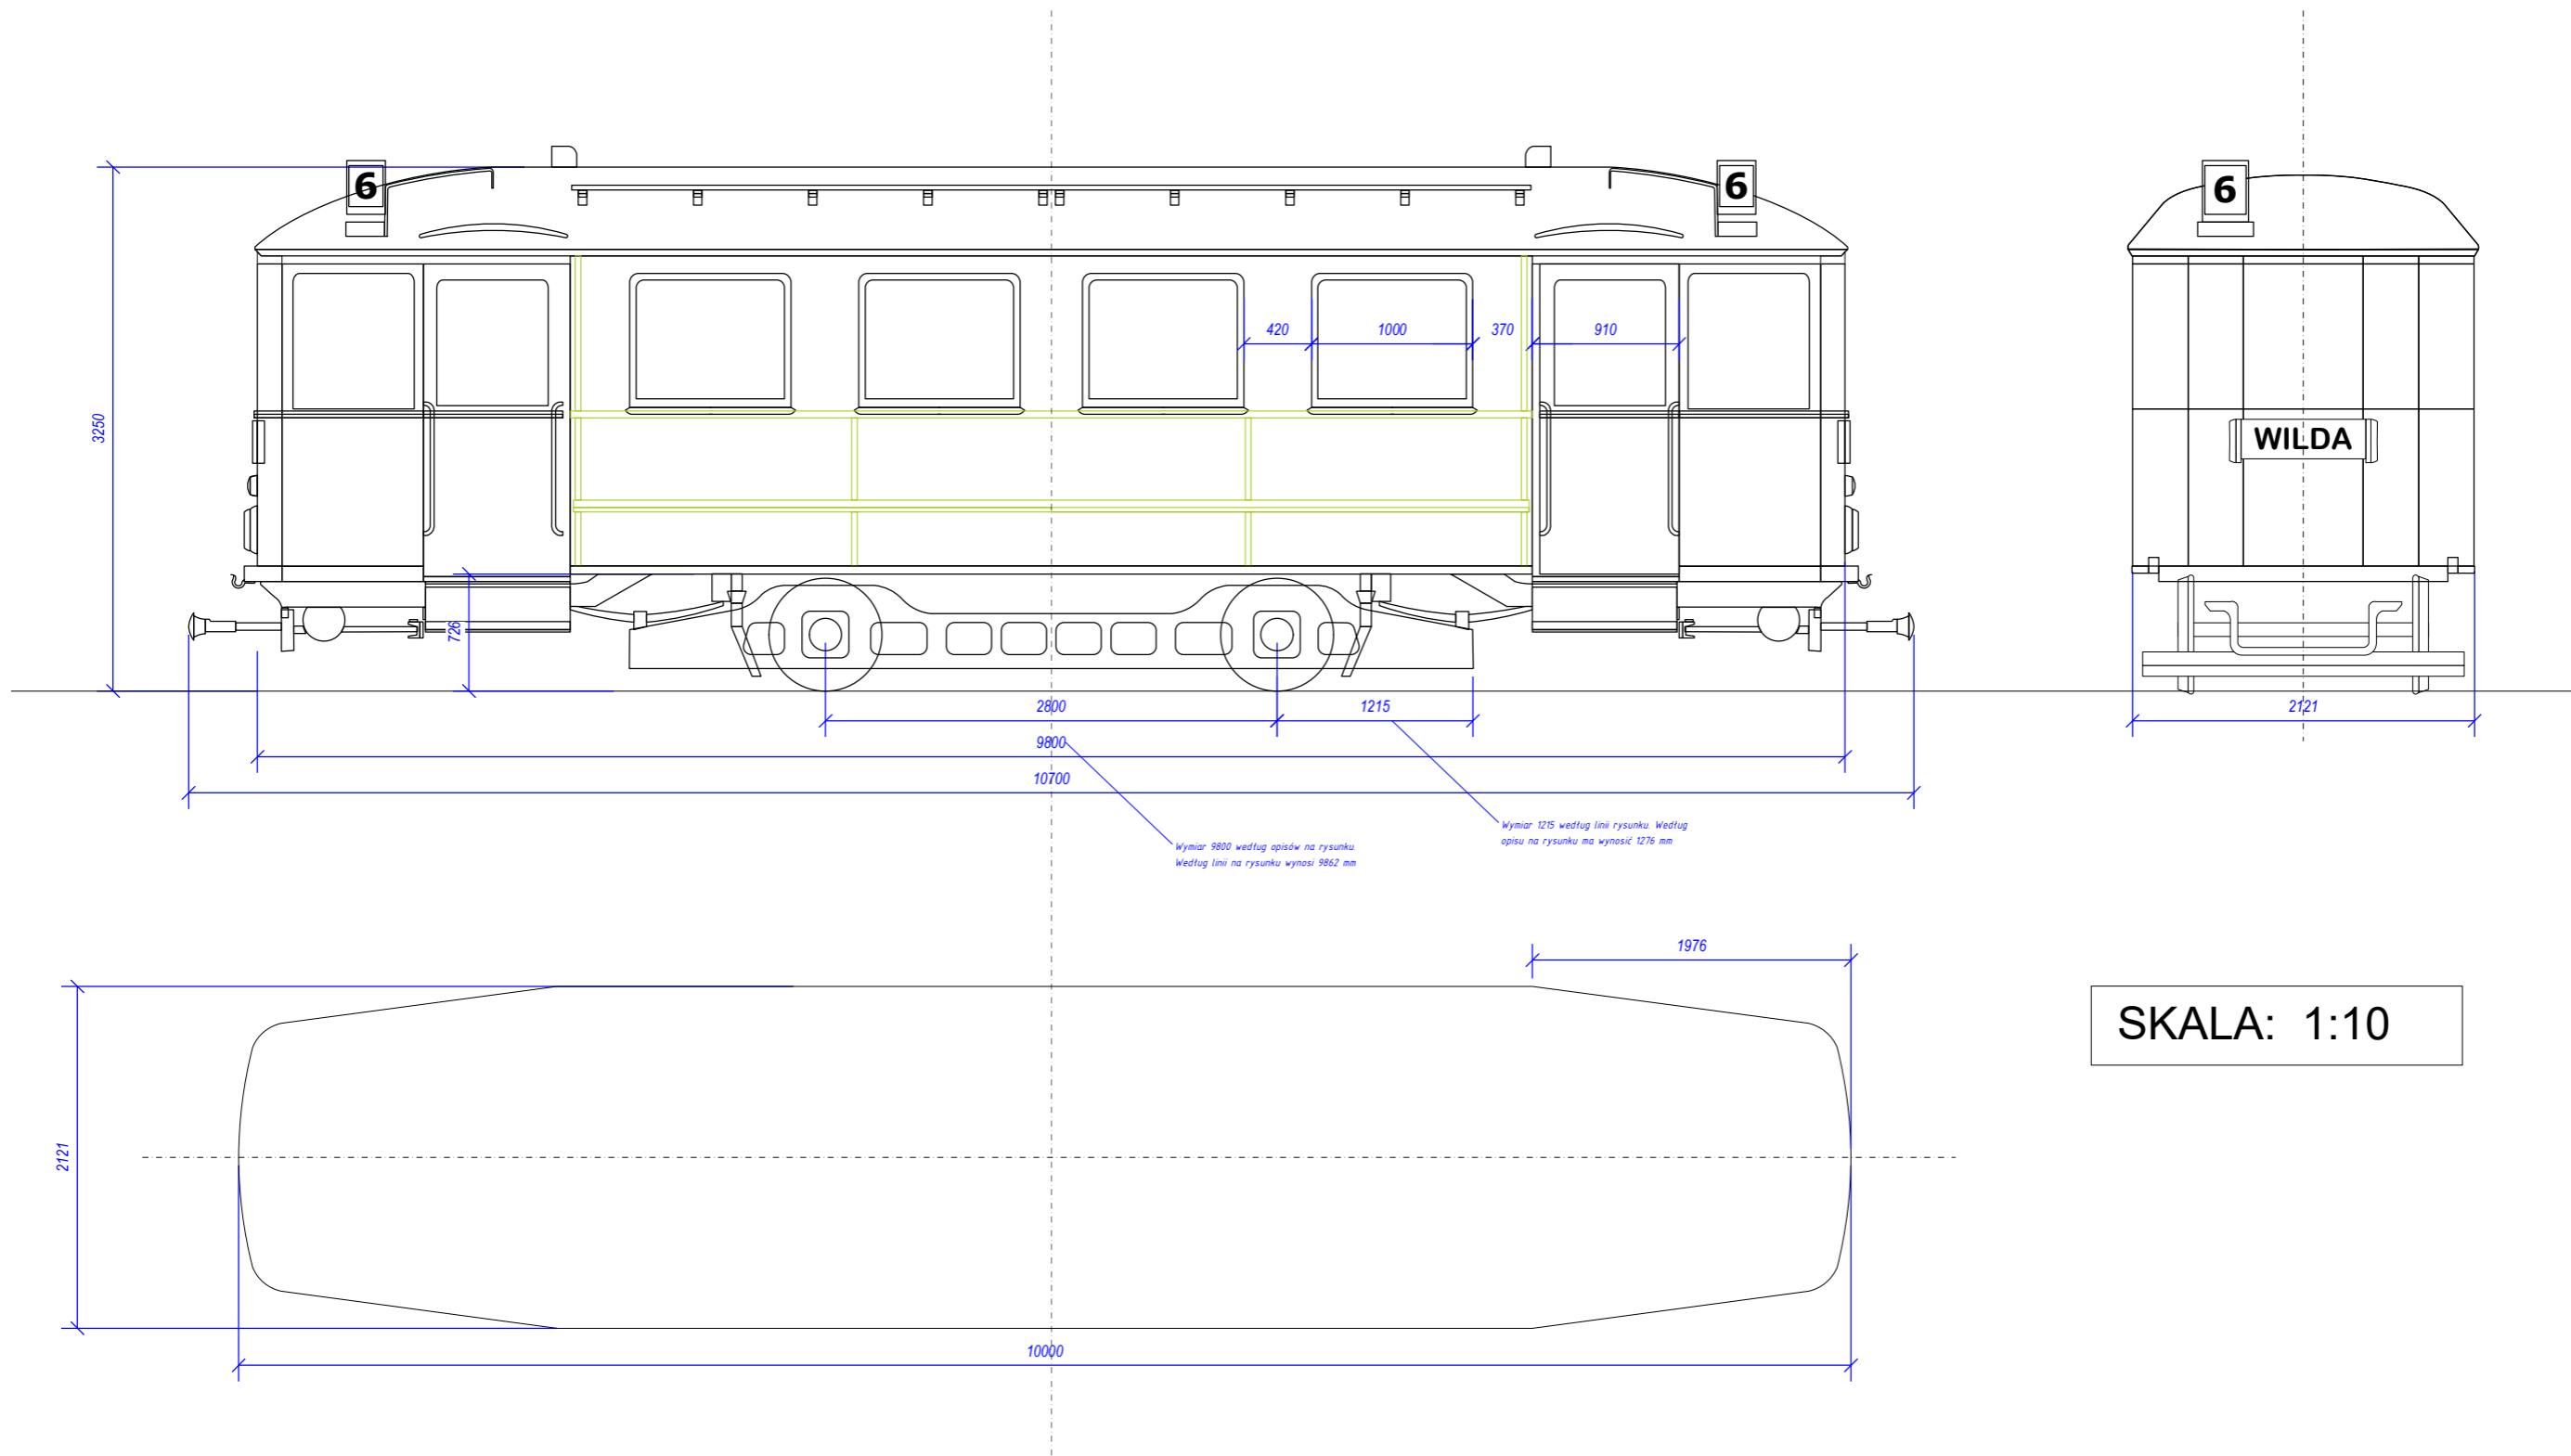 6
6
6
420
1000
370
910
3250
WILDA
726
2800
1215
2121
9800
10700
Wymiar 1215 według linii rysunku. Według
opisu na rysunku ma wynosić 1276 mm
Wymiar 9800 według opisów na rysunku.
Według linii na rysunku wynosi 9862 mm
1976
SKALA: 1:10
2121
10000